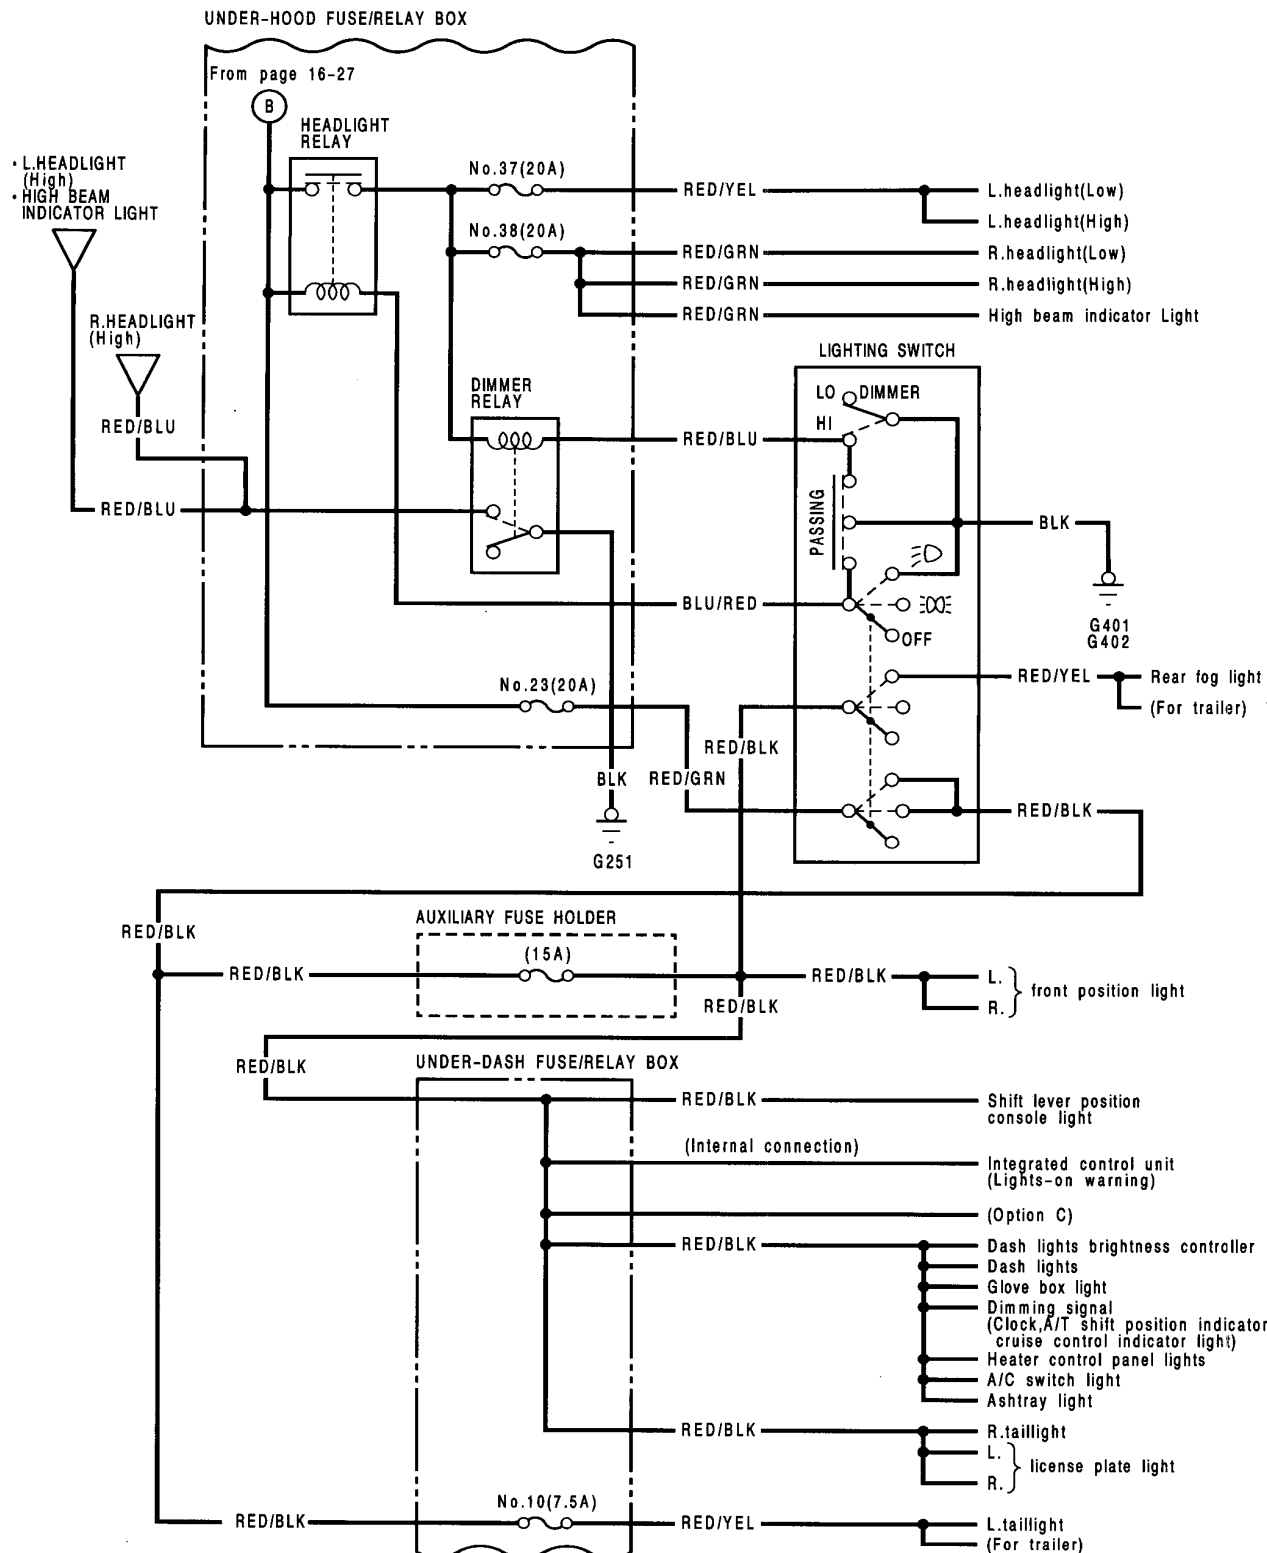 UNDER-HOOD FUSE/RELAY BOX
From page 16-27
B
HEADLIGHT
RELAY
• L.HEADLIGHT
(High)
• HIGH BEAM
INDICATOR LIGHT
No.37(20A)
RED/YEL
L.headlight(Low)
L.headlight(High)
No.38(20A)
RED/GRN
R.headlight(Low)
RED/GRN
R.headlight(High)
RED/GRN
High beam indicator Light
R.HEADLIGHT
(High)
LIGHTING SWITCH
DIMMER
RELAY
LO
DIMMER
HI
RED/BLU
RED/BLU
RED/BLU
PASSING
BLK
BLU/RED
OFF
G401
G402
No.23(20A)
RED/YEL
Rear fog light
(For trailer)
RED/BLK
BLK
RED/GRN
RED/BLK
G251
RED/BLK
AUXILIARY FUSE HOLDER
(15A)
RED/BLK
RED/BLK
L.
R.
front position light
RED/BLK
RED/BLK
UNDER-DASH FUSE/RELAY BOX
RED/BLK
Shift lever position
console light
(Internal connection)
Integrated control unit
(Lights-on warning)
(Option C)
RED/BLK
Dash lights brightness controller
Dash lights
Glove box light
Dimming signal
(Clock,A/T shift position indicator
cruise control indicator light)
Heater control panel lights
A/C switch light
Ashtray light
RED/BLK
R.taillight
L.
R.
license plate light
No.10(7.5A)
RED/BLK
RED/YEL
L.taillight
(For trailer)